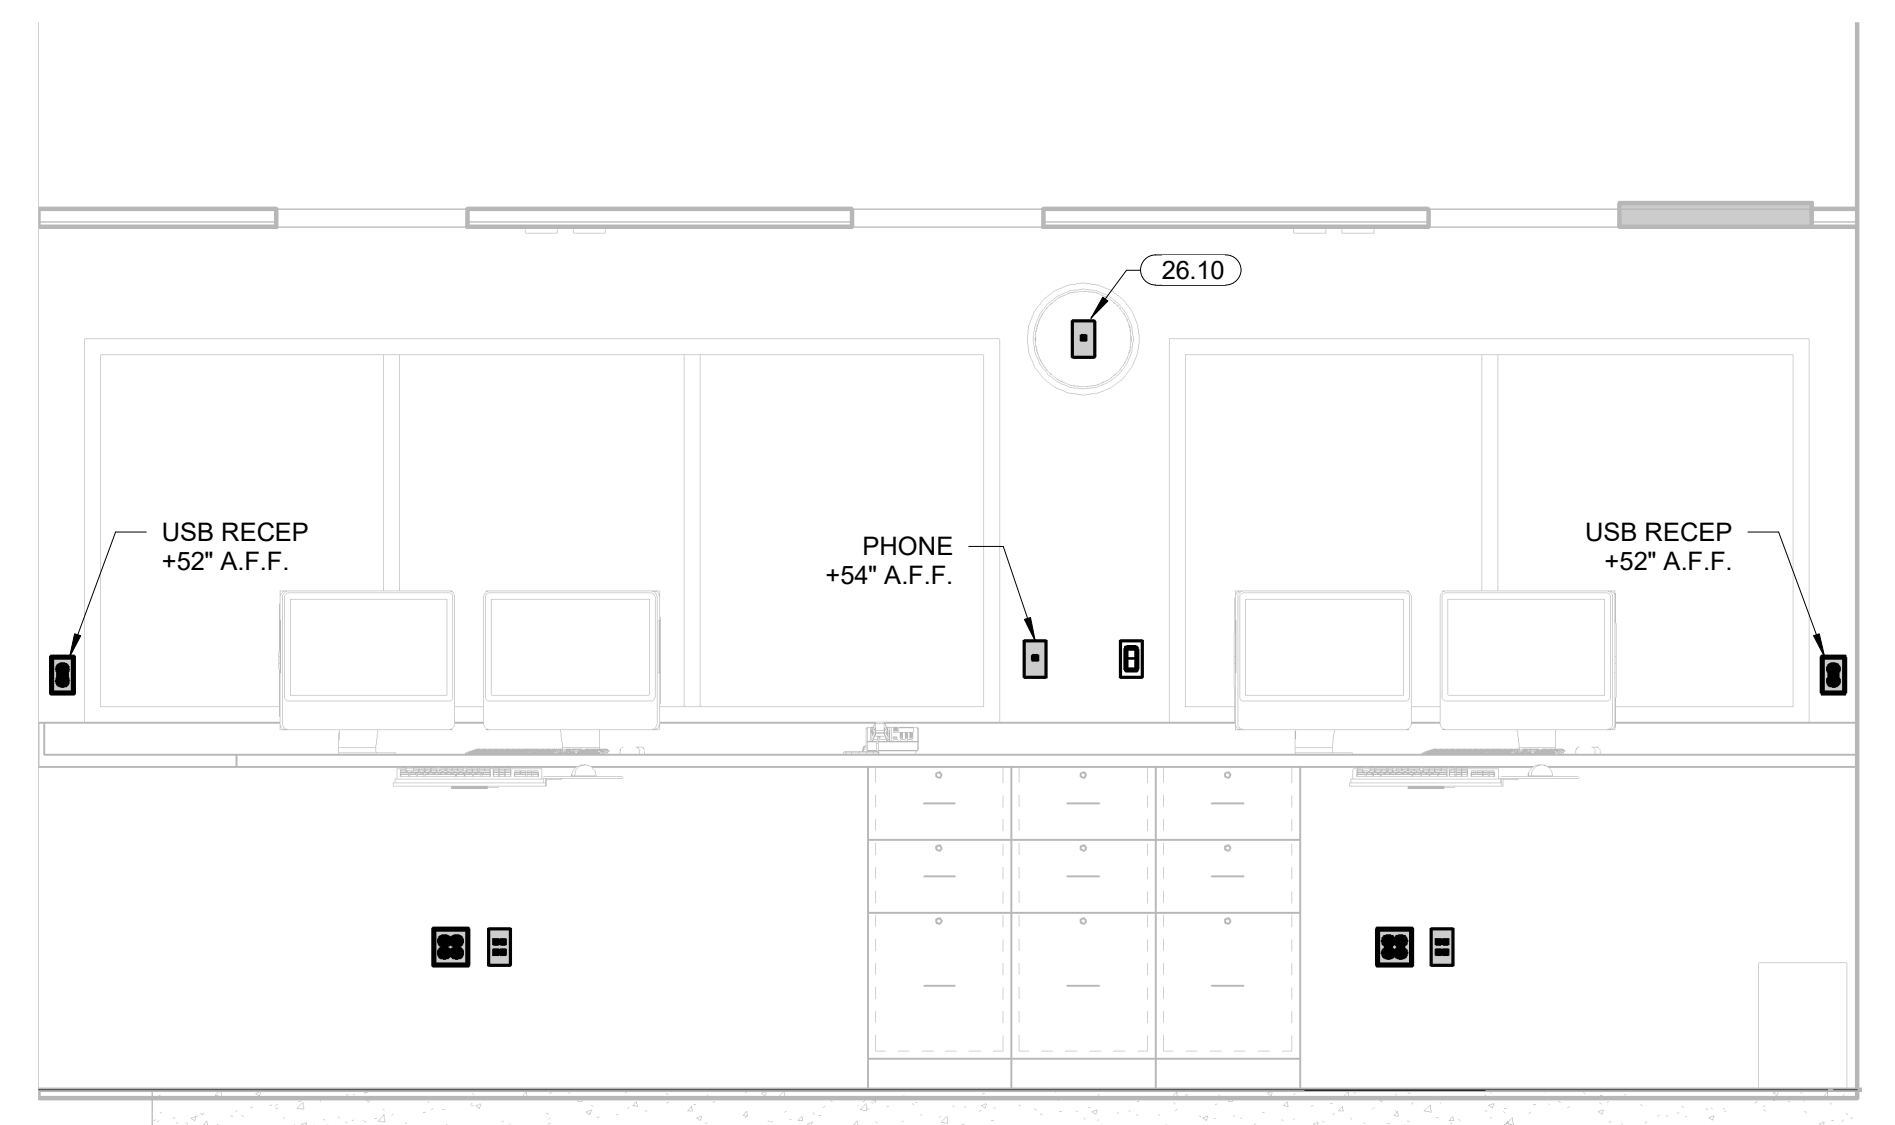 26.10
USB RECEP
+52" A.F.F.
PHONE
+54" A.F.F.
USB RECEP
+52" A.F.F.